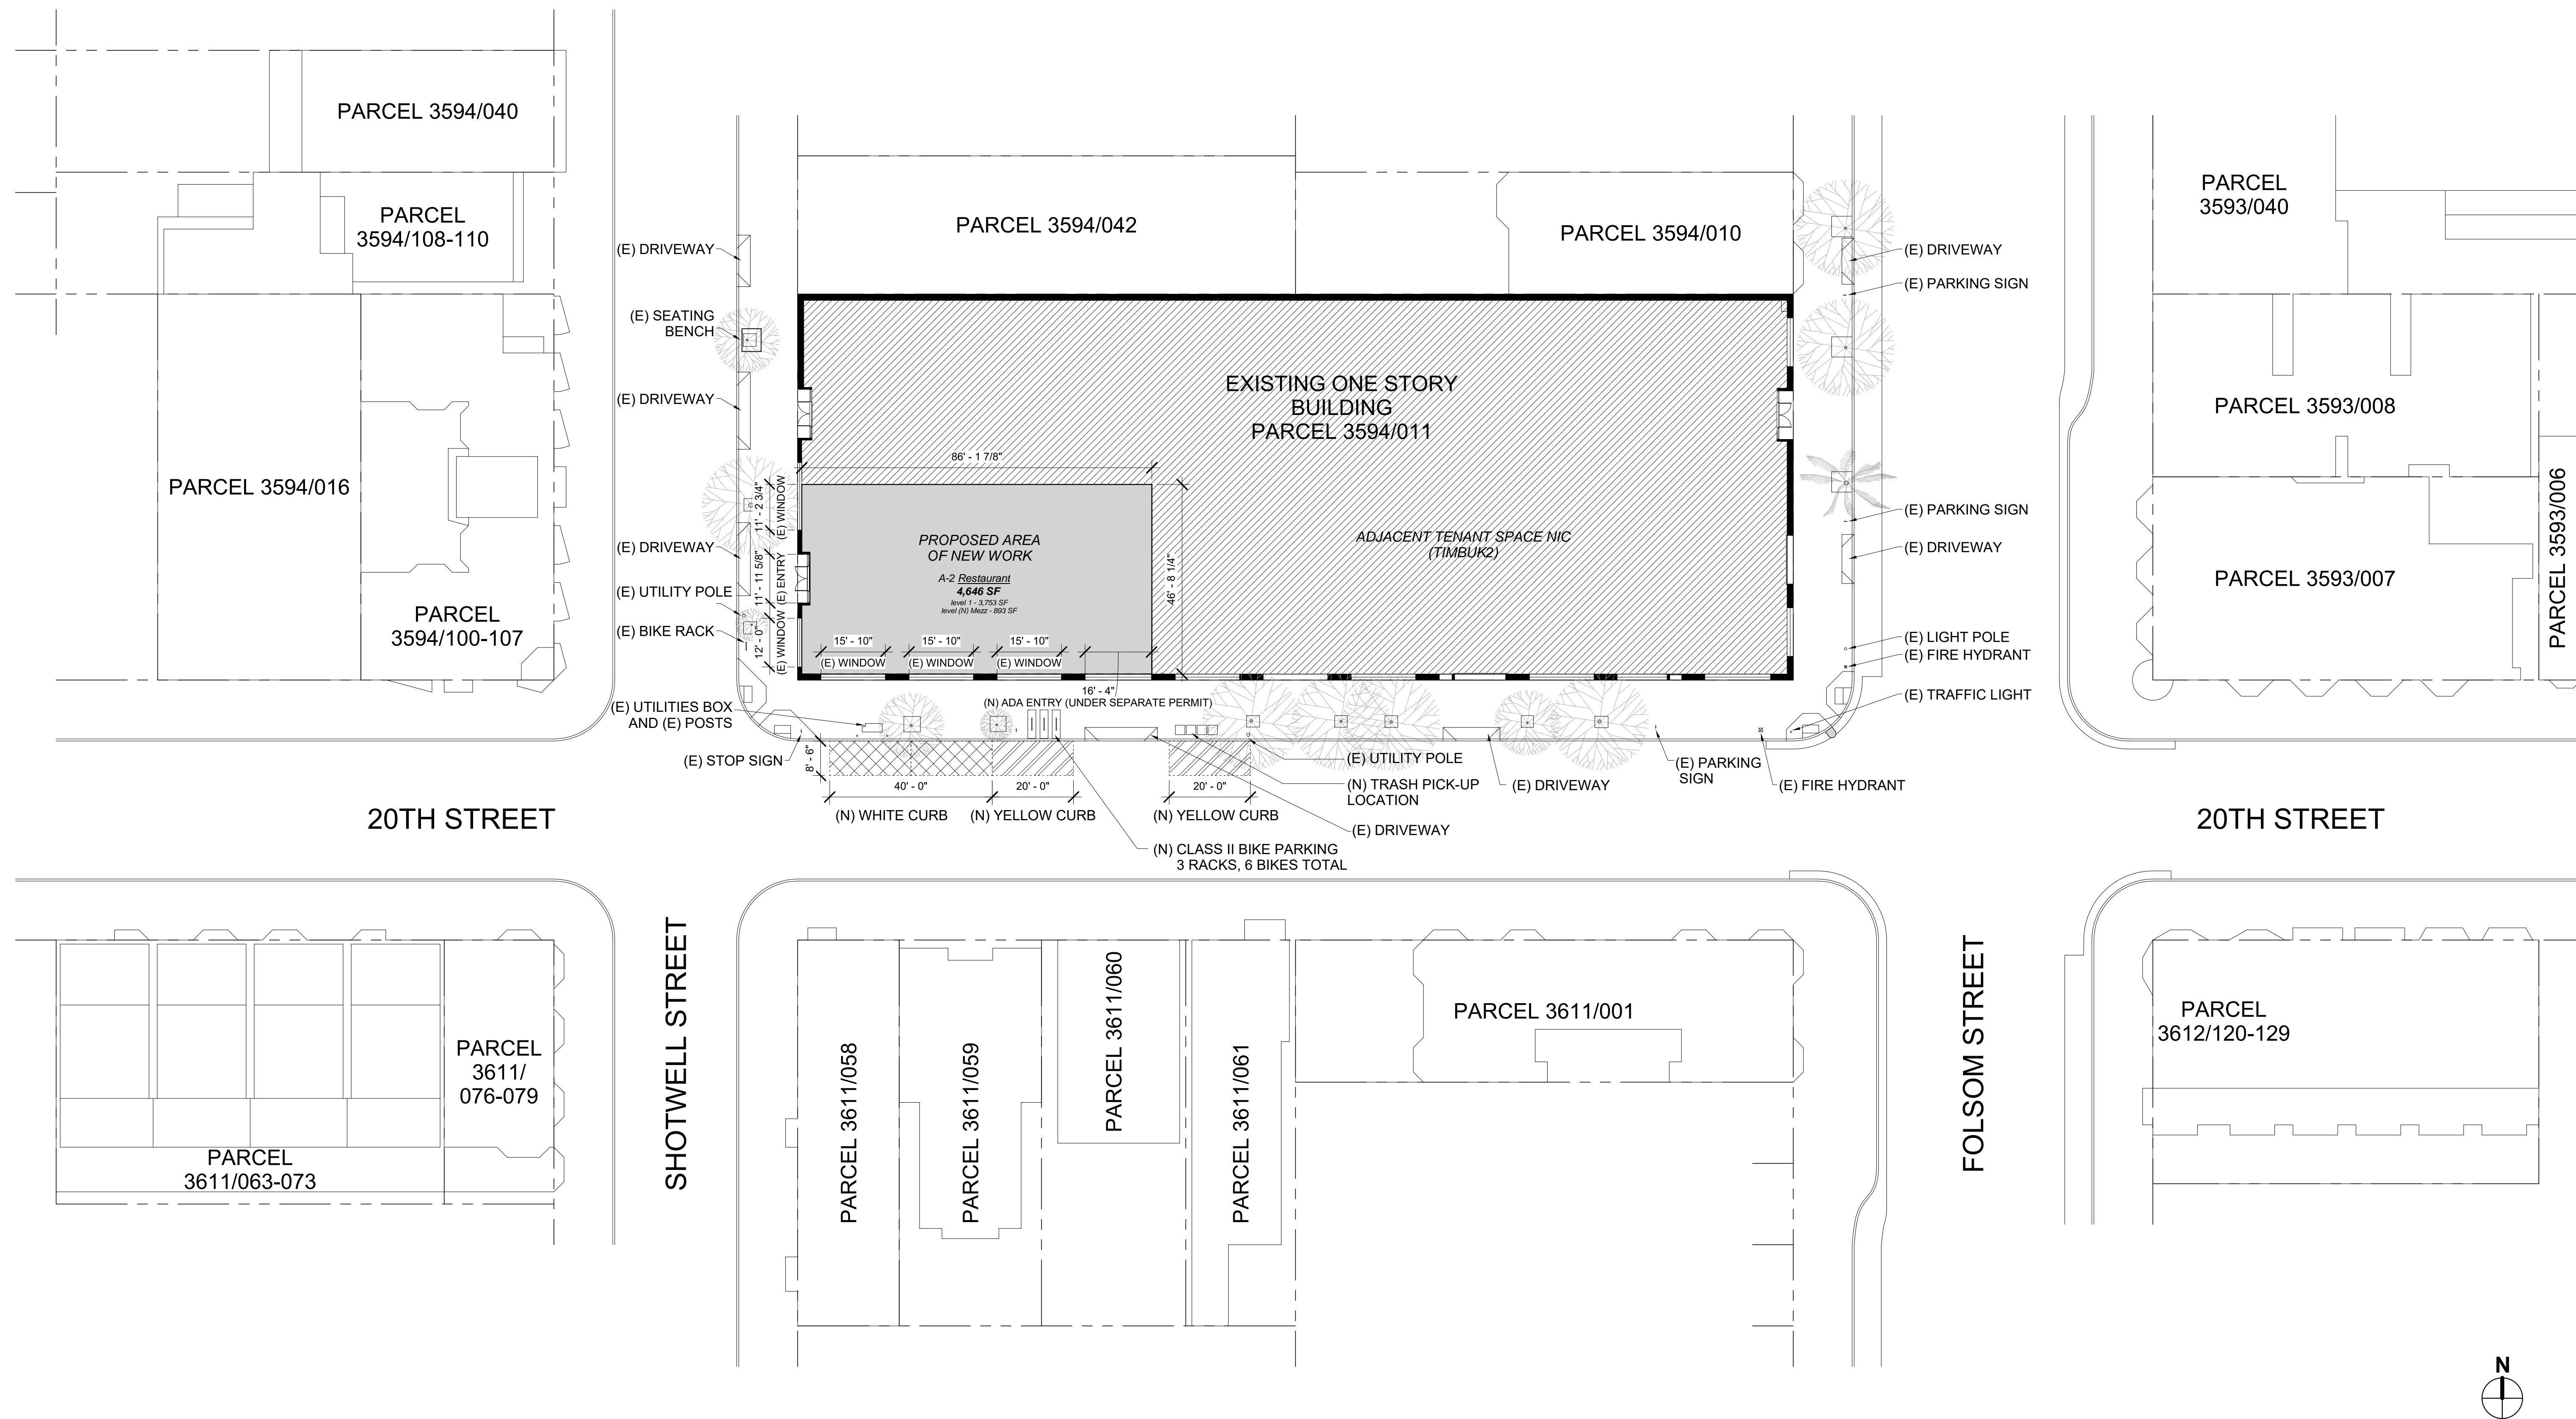 PARCEL 3594/040
PARCEL
3594/108-110
PARCEL 3594/016
PARCEL
3594/100-107
(E) DRIVEWAY
(E) SEATING
BENCH
(E) DRIVEWAY
(E) DRIVEWAY
(E) UTILITY POLE
(E) BIKE RACK
(E) UTILITIES BOX
AND (E) POSTS
(E) STOP SIGN
PARCEL 3594/042
PARCEL 3594/010
EXISTING ONE STORY
BUILDING
PARCEL 3594/011
86' - 1 7/8"
11' - 2 3/4"
(E) WINDOW
11' - 11 5/8"
(E) ENTRY
12' - 0"
(E) WINDOW
PROPOSED AREA
OF NEW WORK
A-2 Restaurant
4,646 SF
level 1 - 3,753 SF
level (N) Mezz - 893 SF
46' - 8 1/4"
ADJACENT TENANT SPACE NIC
(TIMBUK2)
15' - 10"
15' - 10"
15' - 10"
(E) WINDOW
(E) WINDOW
(E) WINDOW
16' - 4"
(N) ADA ENTRY (UNDER SEPARATE PERMIT)
8' - 6"
40' - 0"
20' - 0"
20' - 0"
(N) WHITE CURB
(N) YELLOW CURB
(N) YELLOW CURB
(E) UTILITY POLE
(N) TRASH PICK-UP
LOCATION
(E) DRIVEWAY
(N) CLASS II BIKE PARKING
3 RACKS, 6 BIKES TOTAL
(E) DRIVEWAY
(E) PARKING
SIGN
(E) FIRE HYDRANT
(E) DRIVEWAY
(E) PARKING SIGN
(E) PARKING SIGN
(E) DRIVEWAY
(E) LIGHT POLE
(E) FIRE HYDRANT
(E) TRAFFIC LIGHT
PARCEL
3593/040
PARCEL 3593/008
PARCEL 3593/007
PARCEL 3593/006
20TH STREET
20TH STREET
SHOTWELL STREET
FOLSOM STREET
PARCEL
3611/063-073
PARCEL
3611/
076-079
PARCEL 3611/058
PARCEL 3611/059
PARCEL 3611/060
PARCEL 3611/061
PARCEL 3611/001
PARCEL
3612/120-129
N